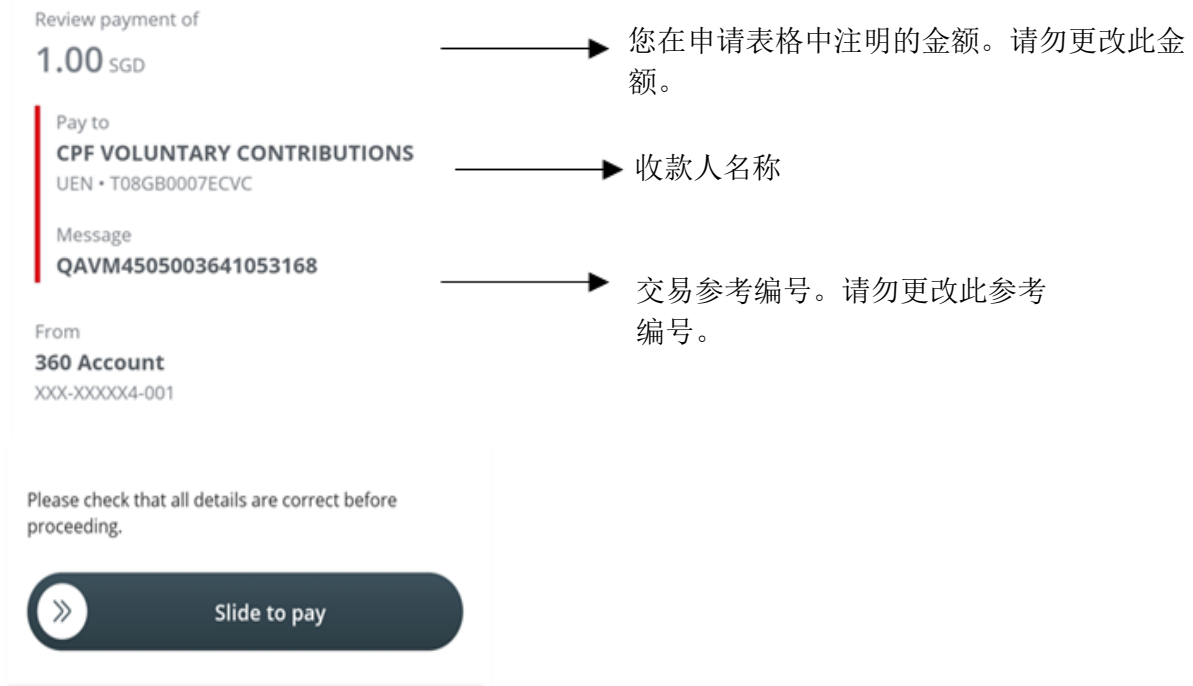 Review payment of
1.00 SGD
您在申请表格中注明的金额。请勿更改此金
额。
Pay to
CPF VOLUNTARY CONTRIBUTIONS
UEN • T08GB0007ECVC
收款人名称
Message
QAVM4505003641053168
交易参考编号。请勿更改此参考
编号。
From
360 Account
XXX-XXXXX4-001
Please check that all details are correct before
proceeding.
Slide to pay